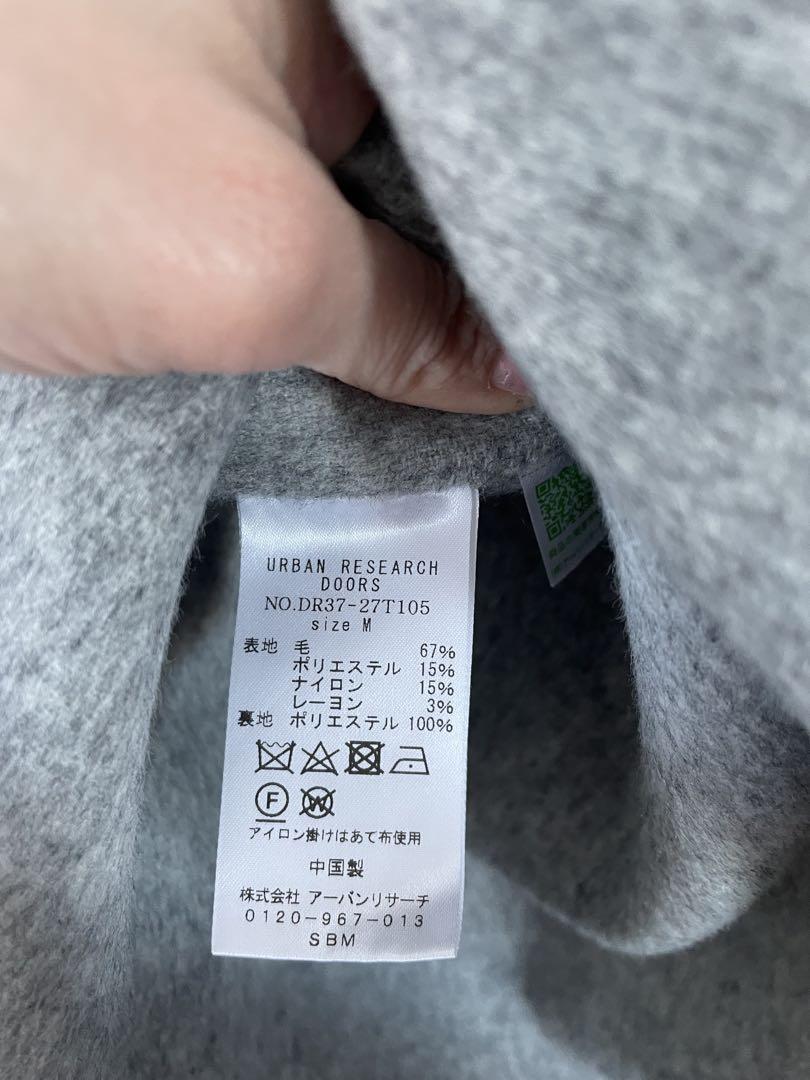 URBAN RESEARCH
DOORS
NO.DR37-27T105
size M
表地 毛 67%
ポリエステル 15%
ナイロン 15%
レーヨン 3%
裏地 ポリエステル 100%
F W
アイロン掛けはあて布使用
中国製
株式会社 アーバンリサーチ
0120-967-013
SBM